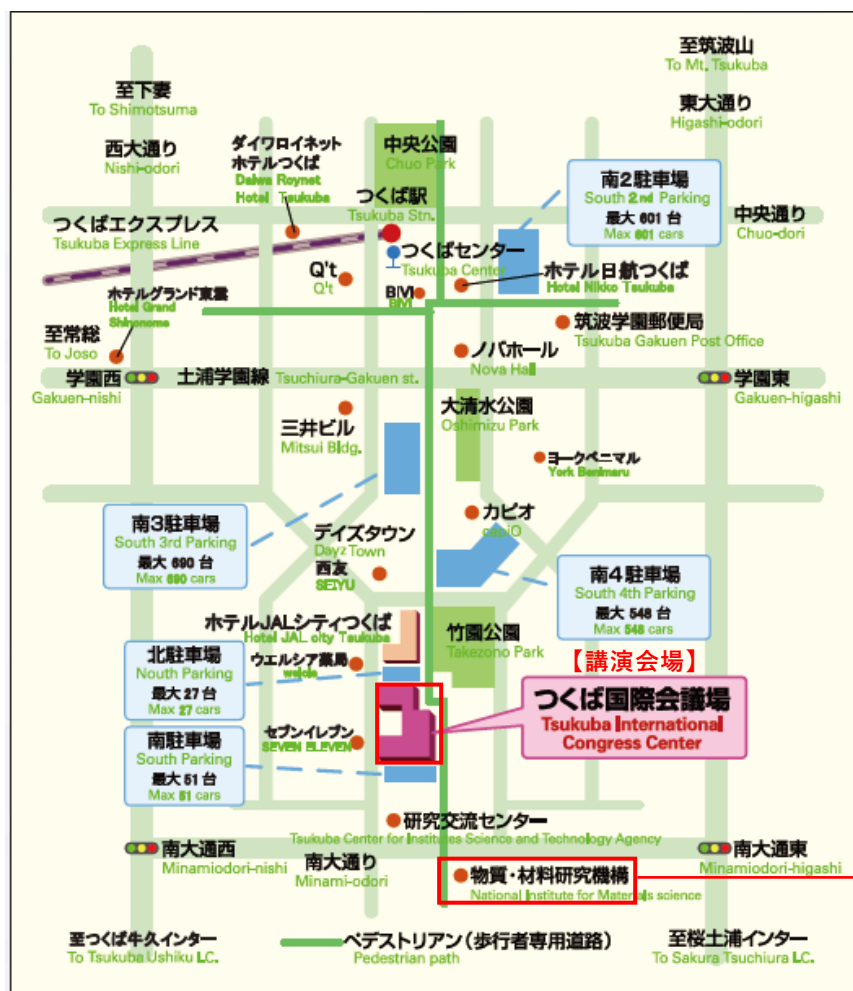 至筑波山
To Mt. Tsukuba
至下妻
To Shimotsuma
東大通り
Higashi-odori
西大通り
Nishi-odori
ダイワロイネット
ホテルつくば
Daiwa Roynet
Hotel Tsukuba
中央公園
Chuo Park
南2駐車場
South 2nd Parking
最大 601 台
Max 601 cars
つくば駅
Tsukuba Stn.
中央通り
Chuo-dori
つくばエクスプレス
Tsukuba Express Line
つくばセンター
Tsukuba Center
Q't
Q't
BiVi
BiVi
ホテル日航つくば
Hotel Nikko Tsukuba
ホテルグランド東雲
Hotel Grand
Shinonome
筑波学園郵便局
Tsukuba Gakuen Post Office
至常総
To Joso
ノバホール
Nova Hall
学園西
Gakuen-nishi
土浦学園線 Tsuchiura-Gakuen st.
学園東
Gakuen-higashi
大清水公園
Oshimizu Park
三井ビル
Mitsui Bldg.
ヨークベニマル
York Benimaru
南3駐車場
South 3rd Parking
最大 690 台
Max 690 cars
カピオ
capiO
デイズタウン
Dayz Town
西友
SEIYU
南4駐車場
South 4th Parking
最大 548 台
Max 548 cars
ホテルJALシティつくば
Hotel JAL city Tsukuba
竹園公園
Takezono Park
北駐車場
Nouth Parking
最大 27 台
Max 27 cars
ウエルシア薬局
welcia
【講演会場】
つくば国際会議場
Tsukuba International
Congress Center
セブンイレブン
SEVEN ELEVEN
南駐車場
South Parking
最大 51 台
Max 51 cars
研究交流センター
Tsukuba Center for Institutes Science and Technology Agency
南大通西
Minamiodori-nishi
南大通り
Minami-odori
南大通東
Minamiodori-higashi
物質・材料研究機構
National Institute for Materials science
至つくば牛久インター
To Tsukuba Ushiku I.C.
ペデストリアン（歩行者専用道路）
Pedestrian path
至桜土浦インター
To Sakura Tsuchiura I.C.